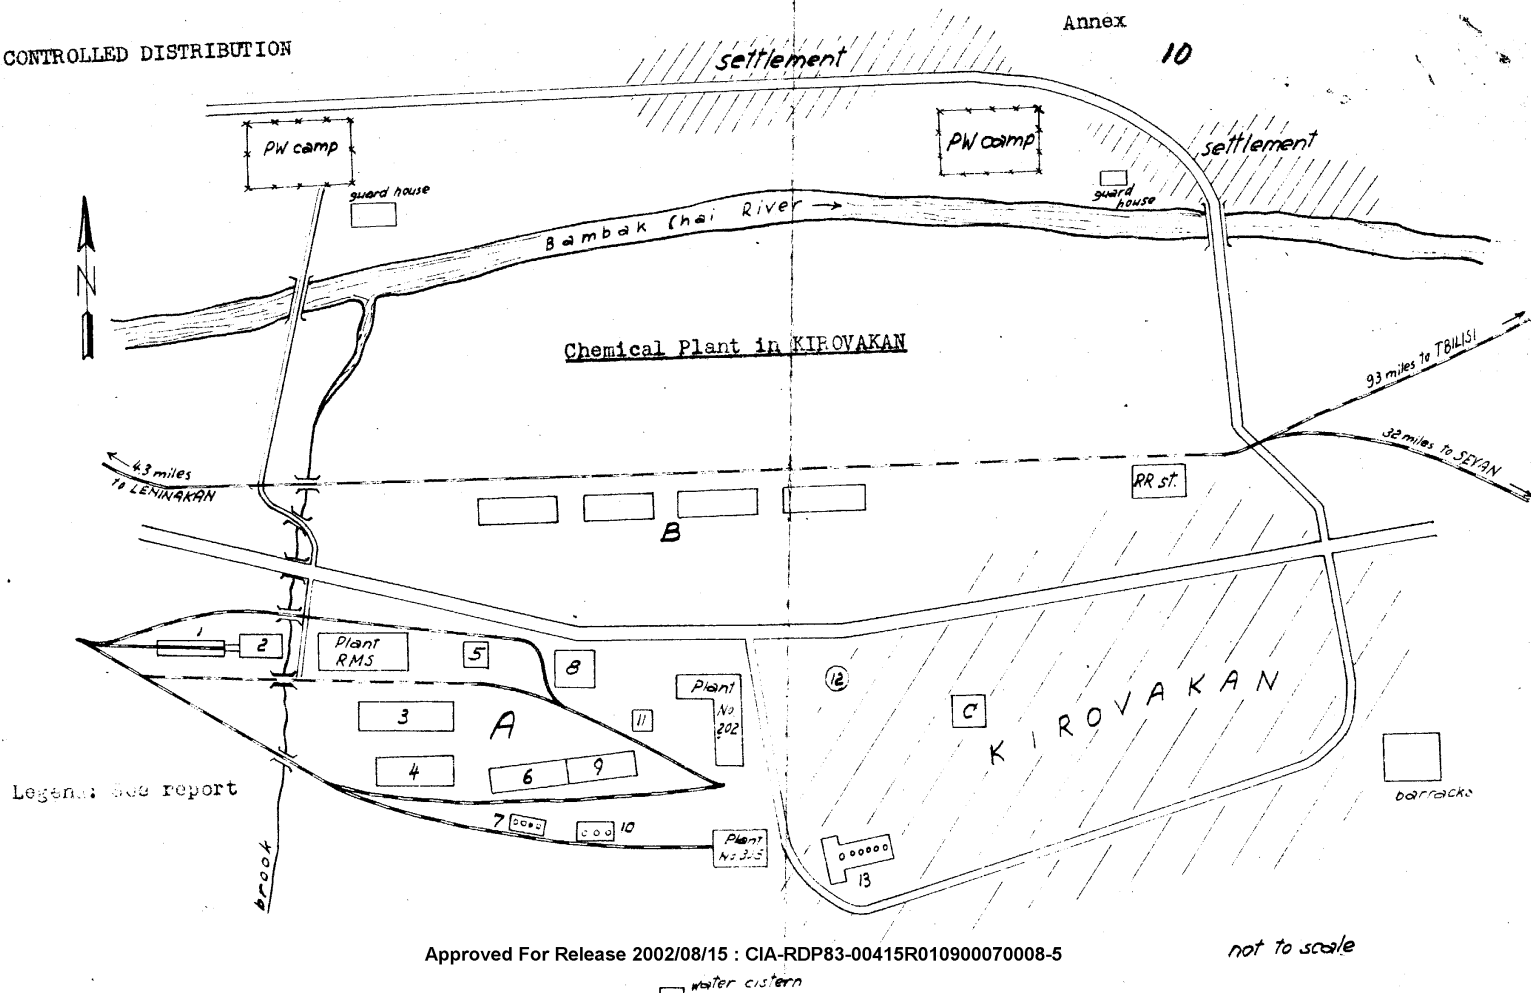 CONTROLLED DISTRIBUTION
Annex
10
settlement
PW camp
guard house
PW camp
settlement
guard
house
N
Bambak Chai River
Chemical Plant in KIROVAKAN
93 miles to TBILISI
32 miles to SEVAN
43 miles
to LENINAKAN
RR st.
B
1
2
Plant
RMS
5
8
12
Plant
No
202
C
KIROVAKAN
3
A
11
4
6
9
Legend: See report
barracks
7
10
Plant
13
brook
Approved For Release 2002/08/15 : CIA-RDP83-00415R010900070008-5
not to scale
water cistern